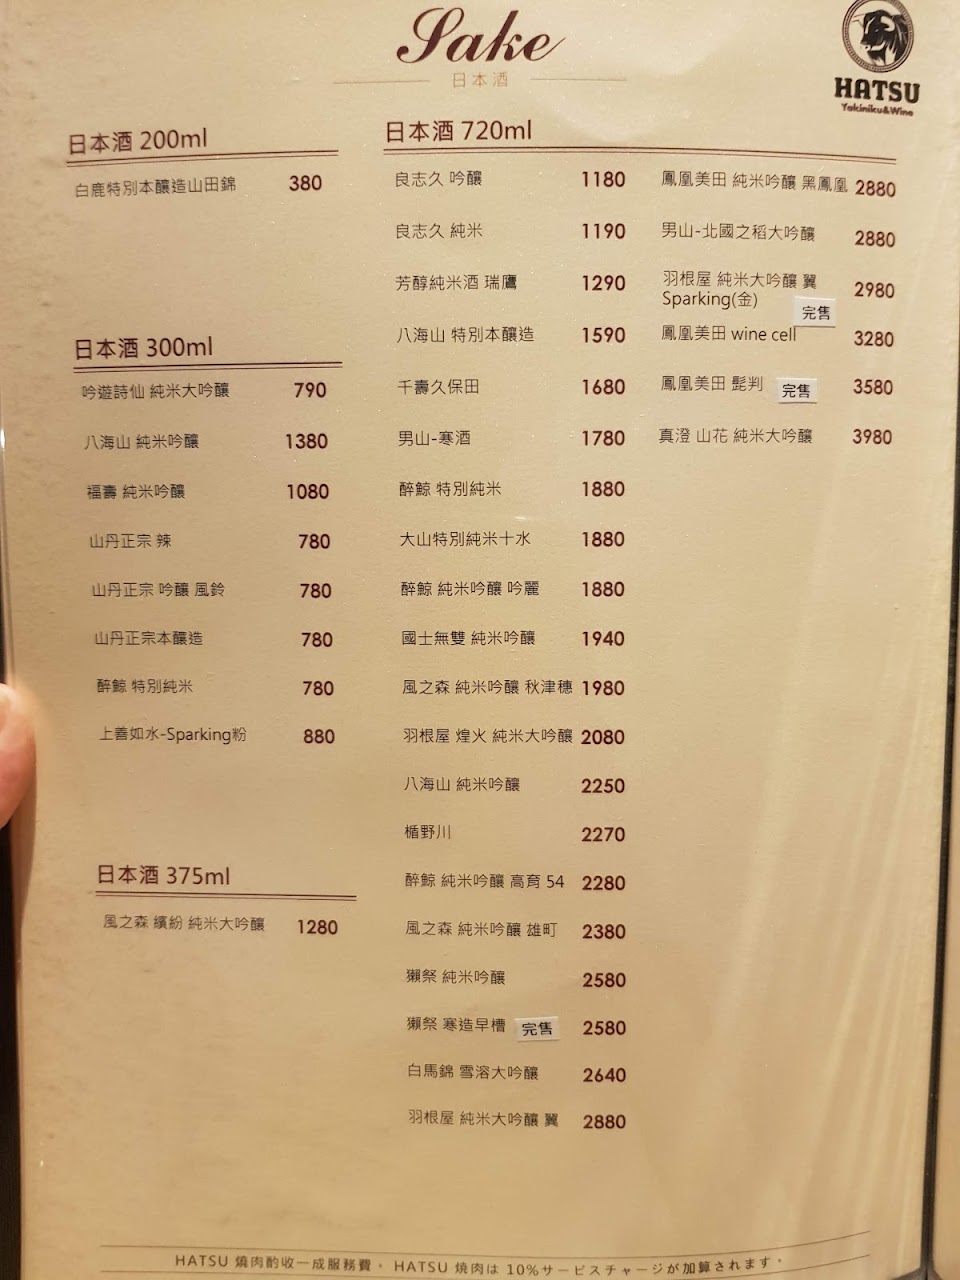 Sake
日本酒
HATSU
Yakiniku&Wine
日本酒 200ml
白鹿特別本釀造山田錦 380
日本酒 300ml
吟遊詩仙 純米大吟釀 790
八海山 純米吟釀 1380
福壽 純米吟釀 1080
山丹正宗 辣 780
山丹正宗 吟釀 風鈴 780
山丹正宗本釀造 780
醉鯨 特別純米 780
上善如水-Sparking粉 880
日本酒 375ml
風之森 繽紛 純米大吟釀 1280
日本酒 720ml
良志久 吟釀 1180
良志久 純米 1190
芳醇純米酒 瑞鷹 1290
八海山 特別本釀造 1590
千壽久保田 1680
男山-寒酒 1780
醉鯨 特別純米 1880
大山特別純米十水 1880
醉鯨 純米吟釀 吟麗 1880
國士無雙 純米吟釀 1940
風之森 純米吟釀 秋津穗 1980
羽根屋 煌火 純米大吟釀 2080
八海山 純米吟釀 2250
楯野川 2270
醉鯨 純米吟釀 高育 54 2280
風之森 純米吟釀 雄町 2380
獺祭 純米吟釀 2580
獺祭 寒造早槽 完售 2580
白馬錦 雪溶大吟釀 2640
羽根屋 純米大吟釀 翼 2880
鳳凰美田 純米吟釀 黑鳳凰 2880
男山-北國之稻大吟釀 2880
羽根屋 純米大吟釀 翼
Sparking(金) 2980
完售
鳳凰美田 wine cell 3280
鳳凰美田 髭判 完售 3580
真澄 山花 純米大吟釀 3980
HATSU 燒肉酌收一成服務費。 HATSU 燒肉は 10%サービスチャージが加算されます。